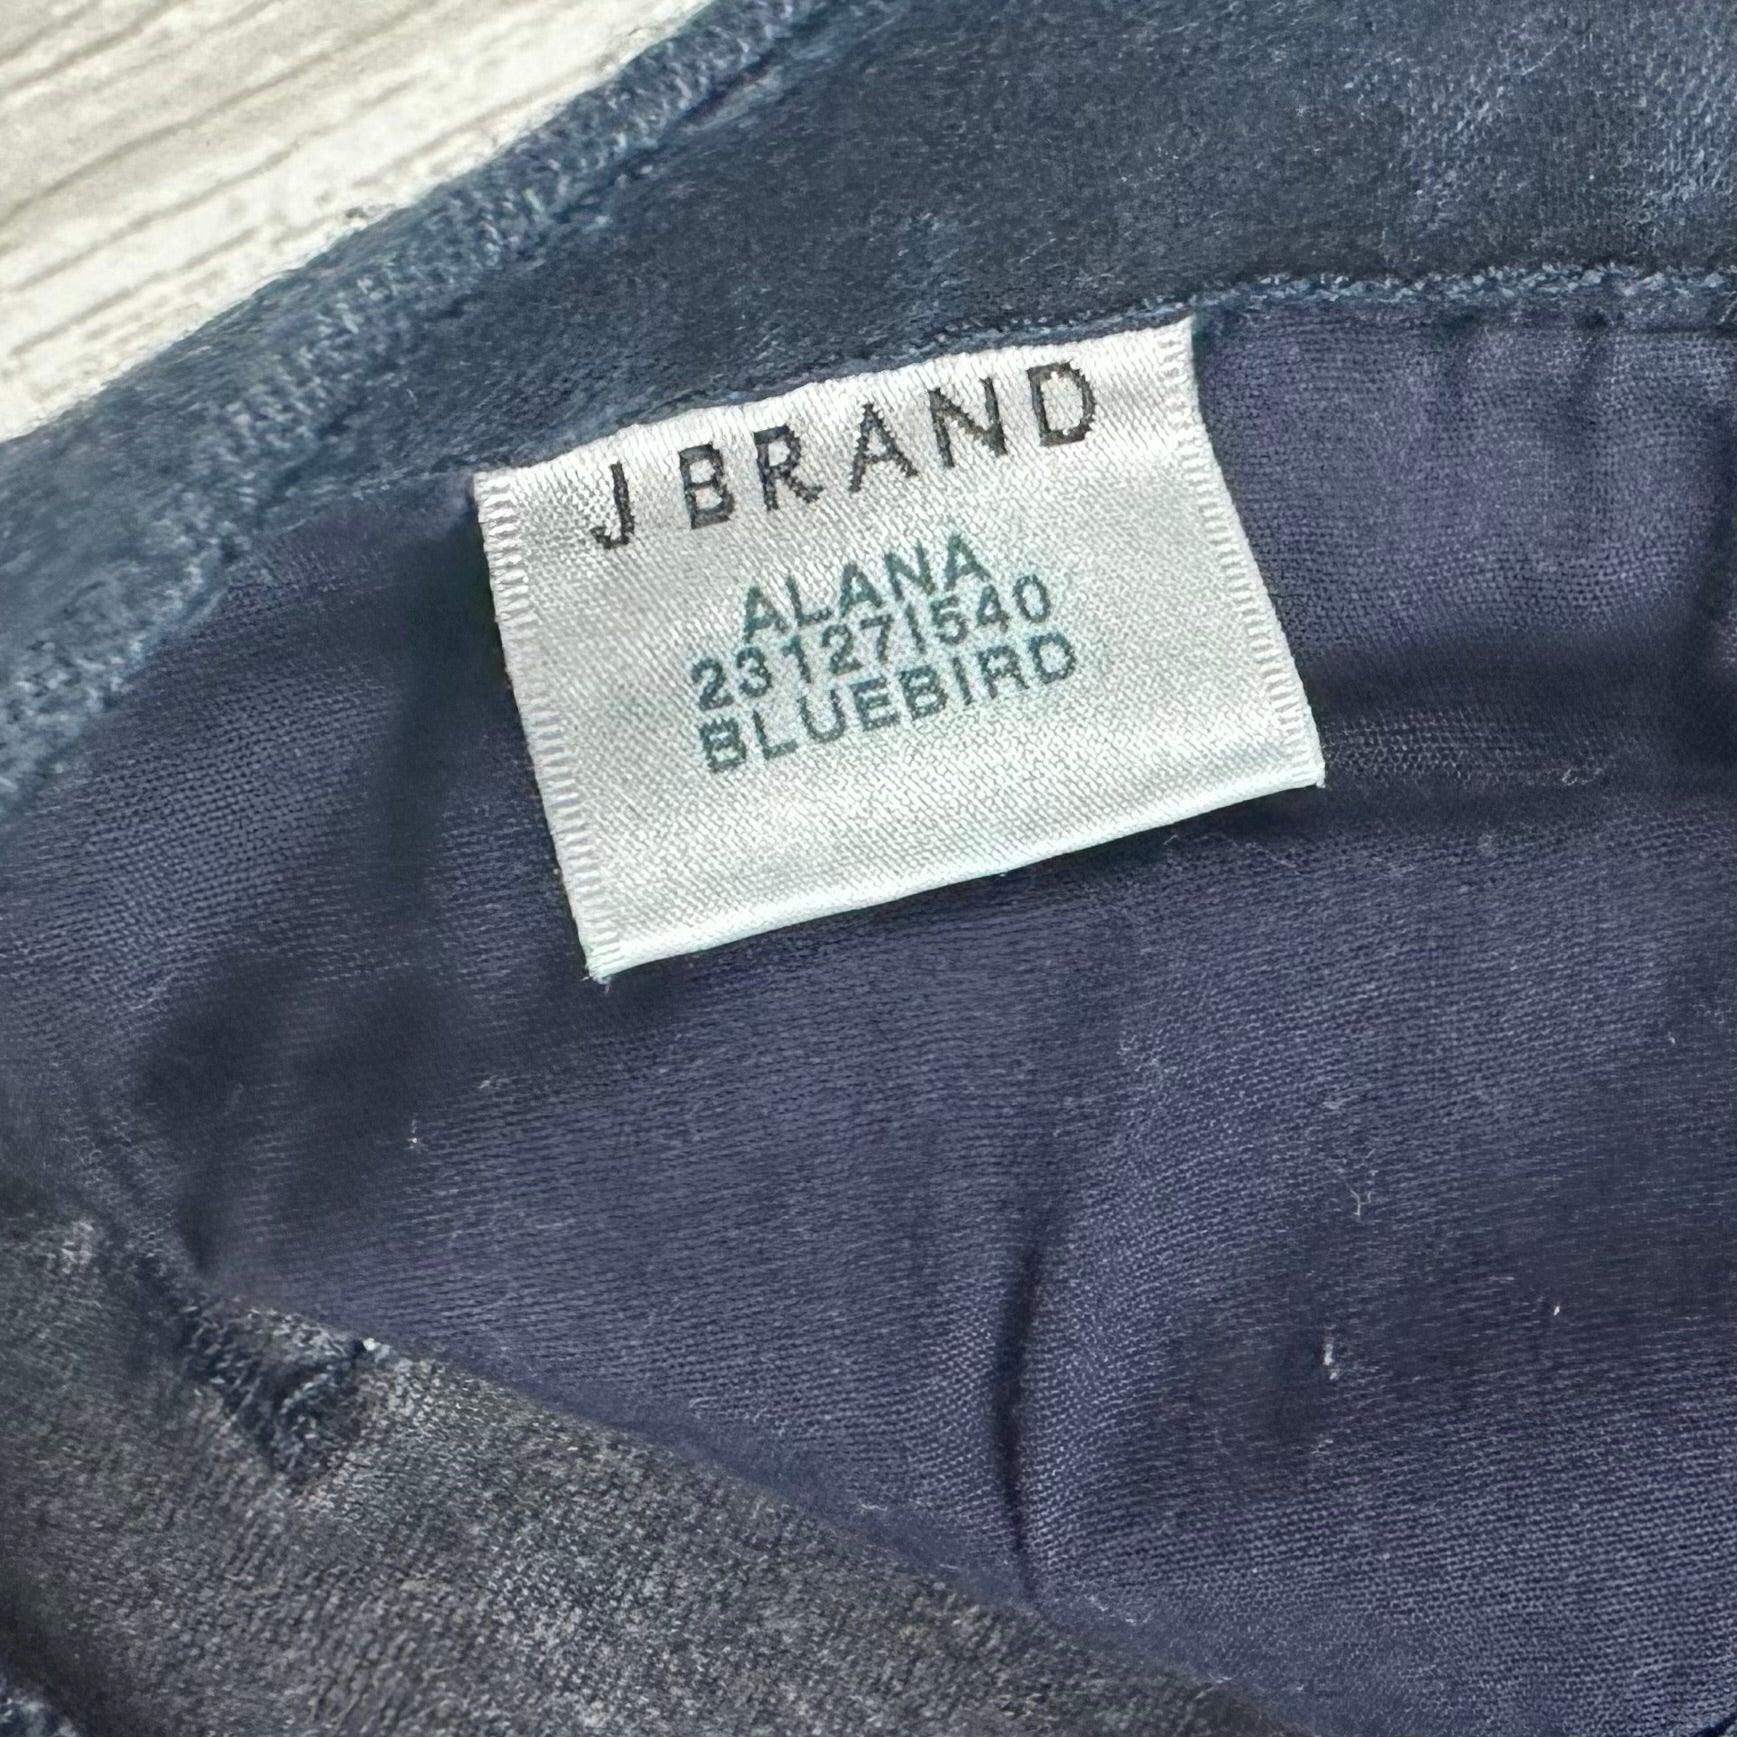 J BRAND
ALANA
231271540
BLUEBIRD